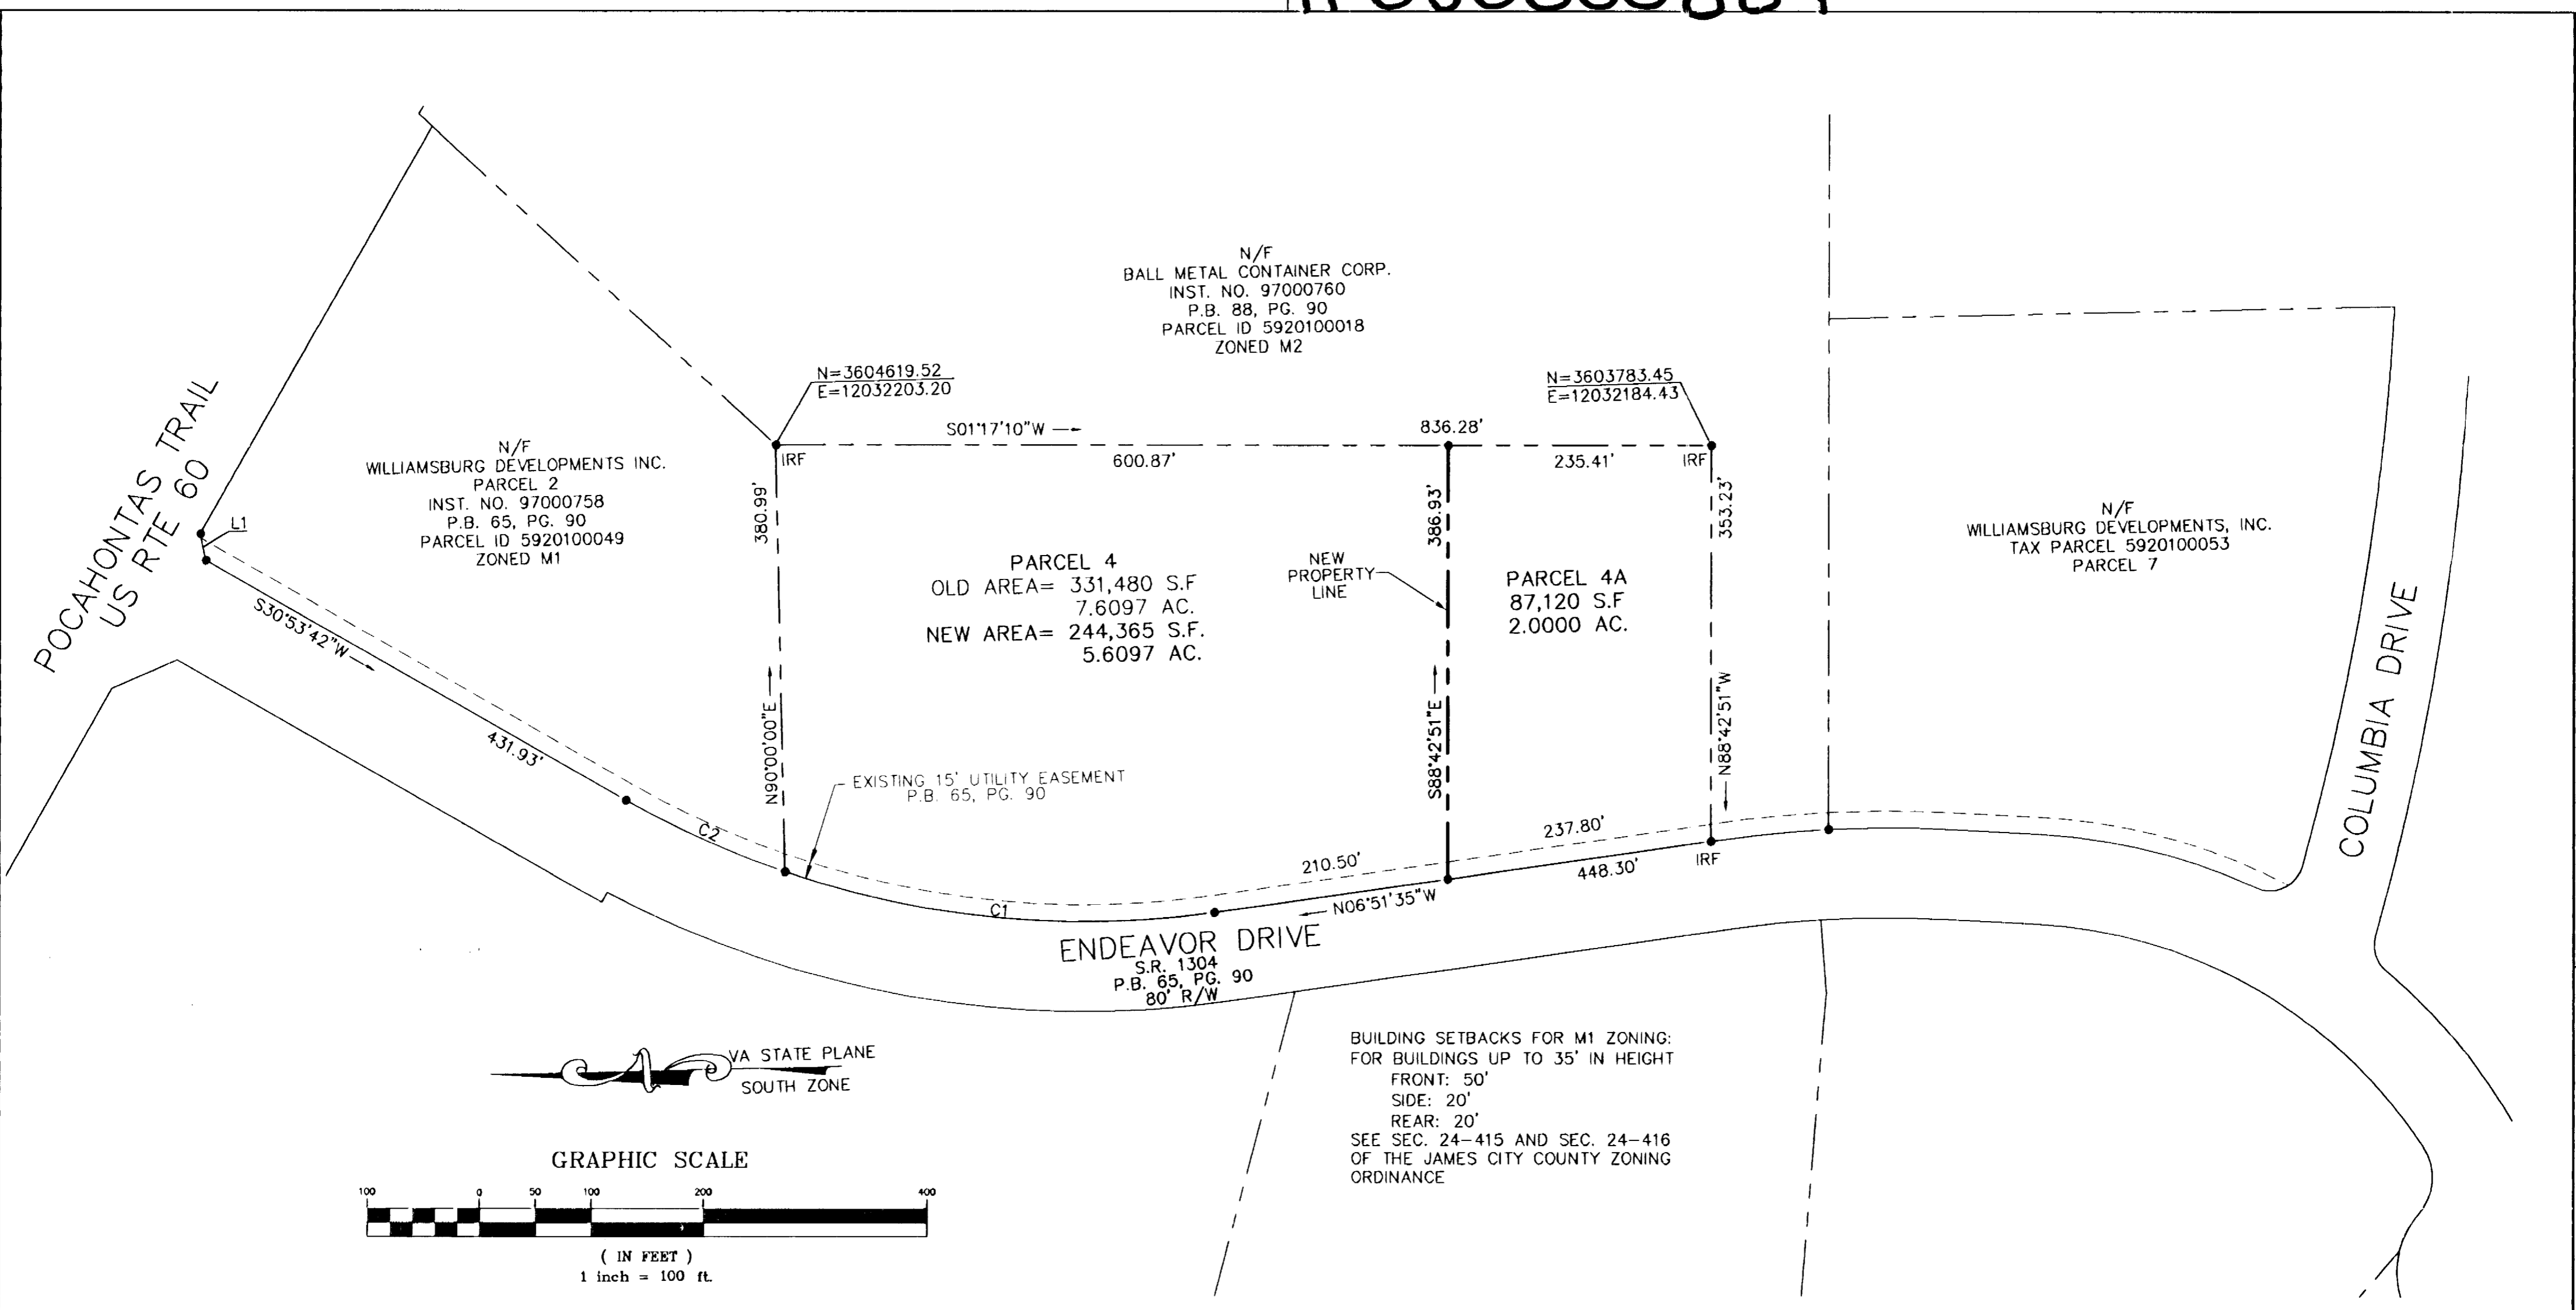 POCAHONTAS TRAIL
US RTE 60
L1
S30°53'42"W
431.93'
C2
N/F
WILLIAMSBURG DEVELOPMENTS INC.
PARCEL 2
INST. NO. 97000758
P.B. 65, PG. 90
PARCEL ID 5920100049
ZONED M1
N/F
BALL METAL CONTAINER CORP.
INST. NO. 97000760
P.B. 88, PG. 90
PARCEL ID 5920100018
ZONED M2
N=3604619.52
E=12032203.20
N=3603783.45
E=12032184.43
S01°17'10"W
836.28'
IRF
600.87'
235.41'
IRF
380.99'
N90°00'00"E
PARCEL 4
OLD AREA= 331,480 S.F
7.6097 AC.
NEW AREA= 244,365 S.F.
5.6097 AC.
NEW
PROPERTY
LINE
386.93'
S88°42'51"E
PARCEL 4A
87,120 S.F
2.0000 AC.
353.23'
N88°42'51"W
N/F
WILLIAMSBURG DEVELOPMENTS, INC.
TAX PARCEL 5920100053
PARCEL 7
COLUMBIA DRIVE
EXISTING 15' UTILITY EASEMENT
P.B. 65, PG. 90
C1
210.50'
237.80'
448.30'
IRF
N06°51'35"W
ENDEAVOR DRIVE
S.R. 1304
P.B. 65, PG. 90
80' R/W
VA STATE PLANE
SOUTH ZONE
N
BUILDING SETBACKS FOR M1 ZONING:
FOR BUILDINGS UP TO 35' IN HEIGHT
FRONT: 50'
SIDE: 20'
REAR: 20'
SEE SEC. 24-415 AND SEC. 24-416
OF THE JAMES CITY COUNTY ZONING
ORDINANCE
GRAPHIC SCALE
100 0 50 100 200 400
( IN FEET )
1 inch = 100 ft.